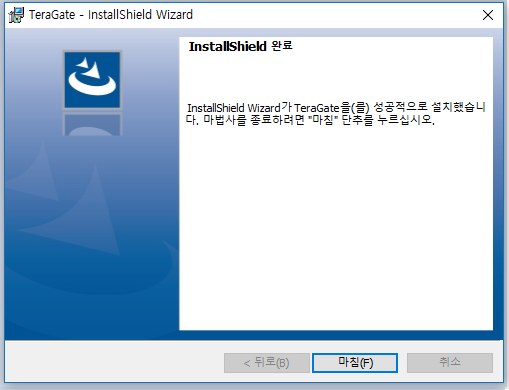 TeraGate - InstallShield Wizard
InstallShield 완료
InstallShield Wizard가 TeraGate을(를) 성공적으로 설치했습니
다. 마법사를 종료하려면 "마침" 단추를 누르십시오.
< 뒤로(B)
마침(F)
취소